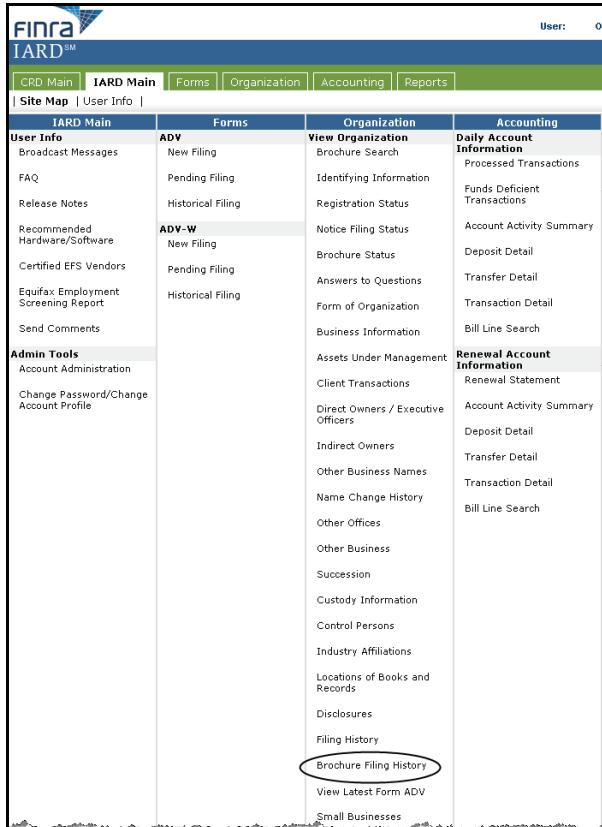 Finra
User: O
IARD℠
CRD Main IARD Main Forms Organization Accounting Reports
| Site Map | User Info |
IARD Main
User Info
Broadcast Messages
FAQ
Release Notes
Recommended
Hardware/Software
Certified EFS Vendors
Equifax Employment
Screening Report
Send Comments
Admin Tools
Account Administration
Change Password/Change
Account Profile
Forms
ADV
New Filing
Pending Filing
Historical Filing
ADV-W
New Filing
Pending Filing
Historical Filing
Organization
View Organization
Brochure Search
Identifying Information
Registration Status
Notice Filing Status
Brochure Status
Answers to Questions
Form of Organization
Business Information
Assets Under Management
Client Transactions
Direct Owners / Executive
Officers
Indirect Owners
Other Business Names
Name Change History
Other Offices
Other Business
Succession
Custody Information
Control Persons
Industry Affiliations
Locations of Books and
Records
Disclosures
Filing History
Brochure Filing History
View Latest Form ADV
Small Businesses
Accounting
Daily Account
Information
Processed Transactions
Funds Deficient
Transactions
Account Activity Summary
Deposit Detail
Transfer Detail
Transaction Detail
Bill Line Search
Renewal Account
Information
Renewal Statement
Account Activity Summary
Deposit Detail
Transfer Detail
Transaction Detail
Bill Line Search